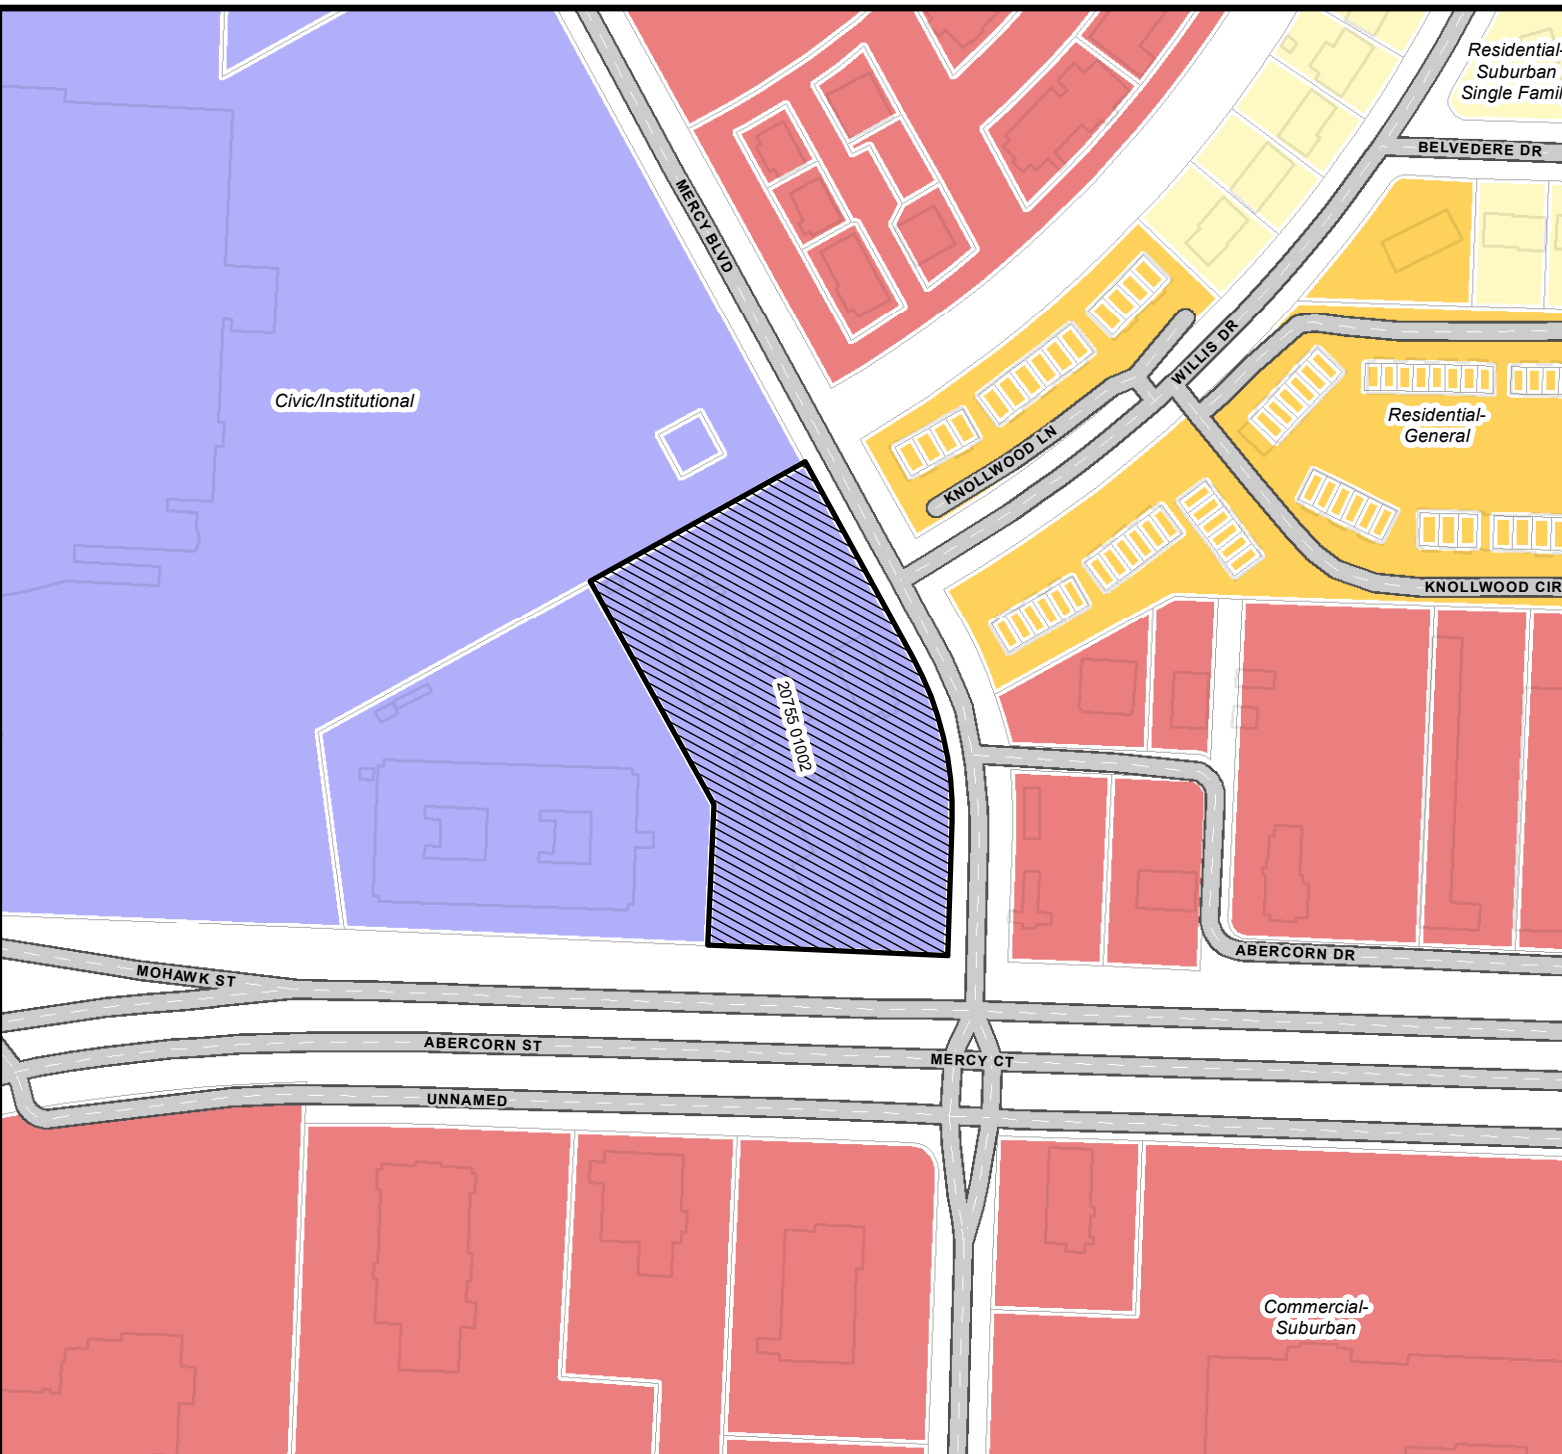 Residential-
Suburban
Single Famil
BELVEDERE DR
MERCY BLVD
WILLIS DR
Civic/Institutional
Residential-
General
KNOLLWOOD LN
KNOLLWOOD CIR
20755 01002
ABERCORN DR
MOHAWK ST
ABERCORN ST
MERCY CT
UNNAMED
Commercial-
Suburban